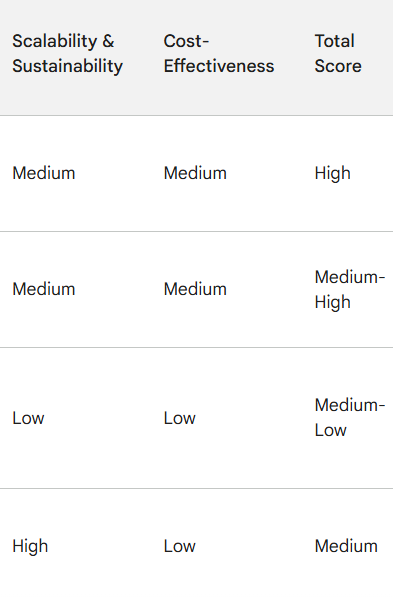 Scalability & Cost- Total
Sustainability Effectiveness Score
Medium Medium High
Medium Medium Medium-
High
Low Low Medium-
Low
High Low Medium